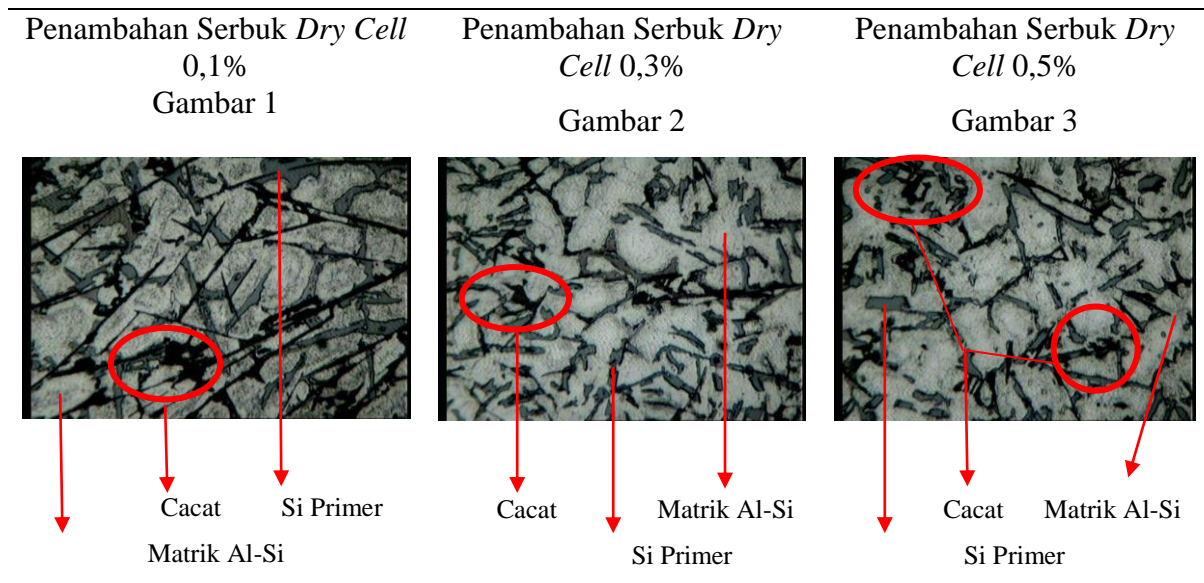 Penambahan Serbuk Dry Cell
0,1%
Gambar 1
Penambahan Serbuk Dry
Cell 0,3%
Gambar 2
Penambahan Serbuk Dry
Cell 0,5%
Gambar 3
Cacat
Si Primer
Matrik Al-Si
Cacat
Matrik Al-Si
Si Primer
Cacat
Matrik Al-Si
Si Primer